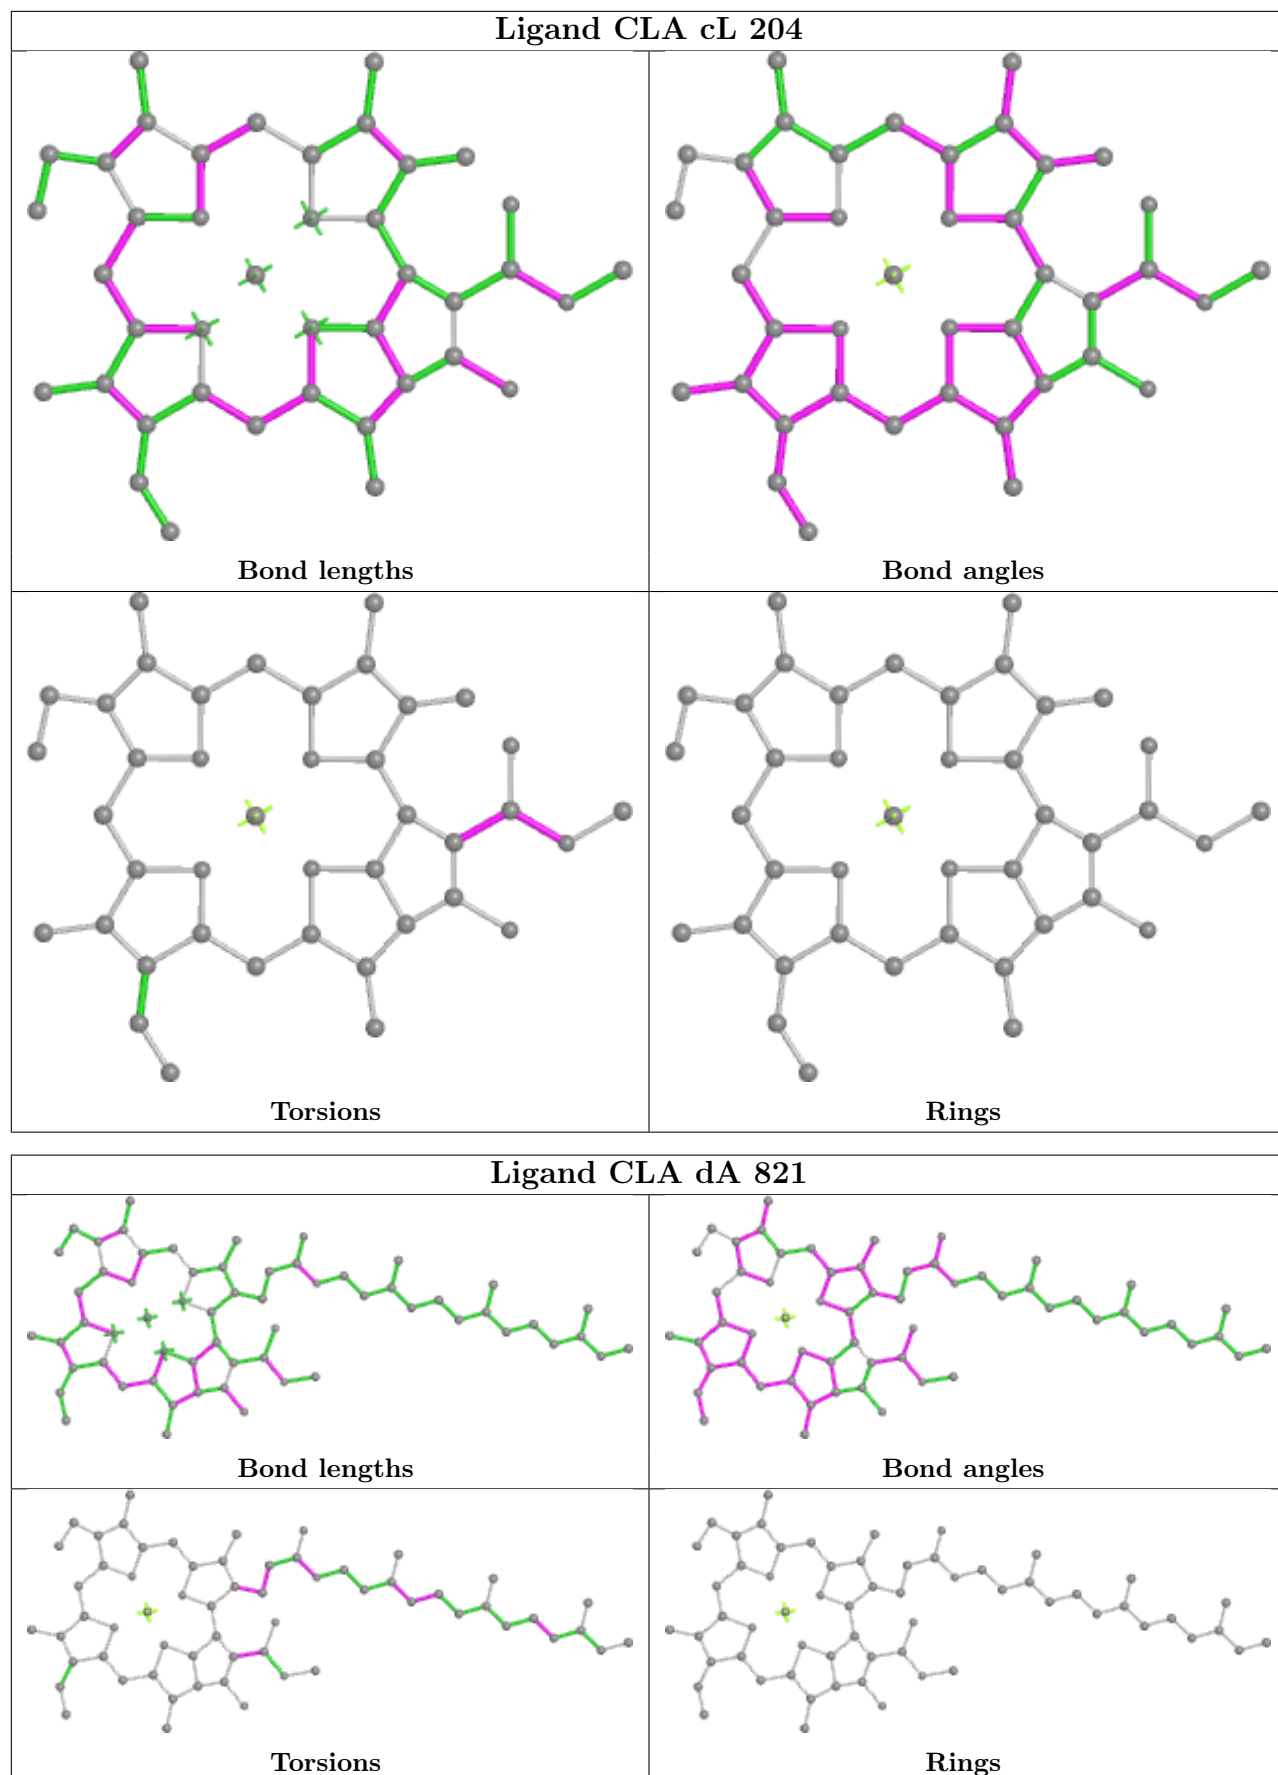 Ligand CLA cL 204
Bond lengths
Bond angles
Torsions
Rings
Ligand CLA dA 821
Bond lengths
Bond angles
Torsions
Rings